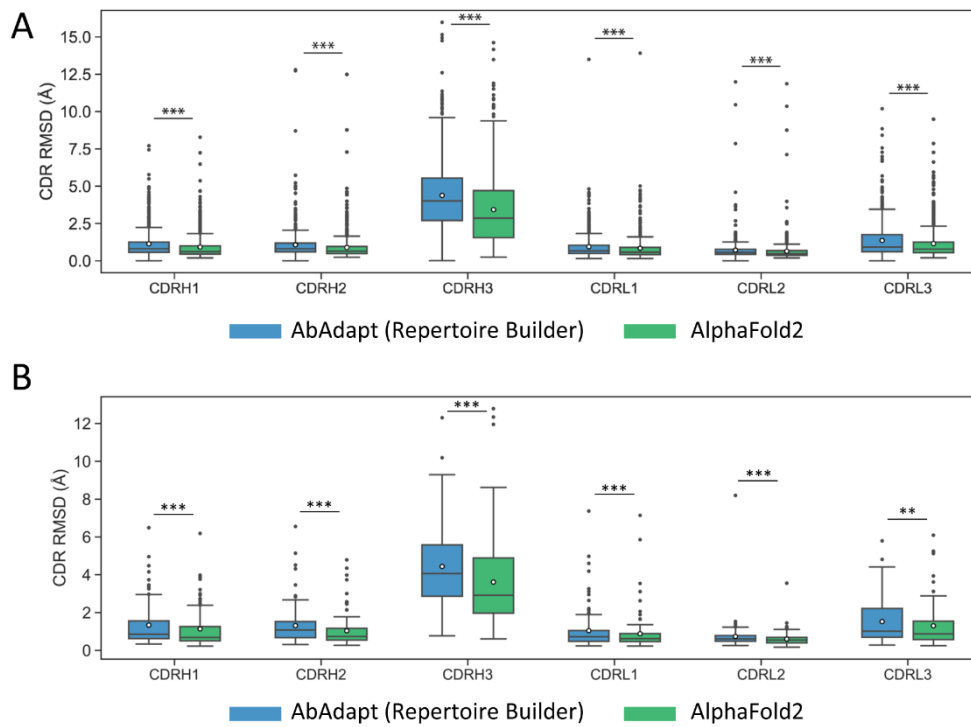 A
CDR RMSD (Å)
15.0
12.5
10.0
7.5
5.0
2.5
0.0
*** *** *** *** *** ***
CDRH1 CDRH2 CDRH3 CDRL1 CDRL2 CDRL3
AbAdapt (Repertoire Builder) AlphaFold2
B
CDR RMSD (Å)
12
10
8
6
4
2
0
*** *** *** *** *** **
CDRH1 CDRH2 CDRH3 CDRL1 CDRL2 CDRL3
AbAdapt (Repertoire Builder) AlphaFold2